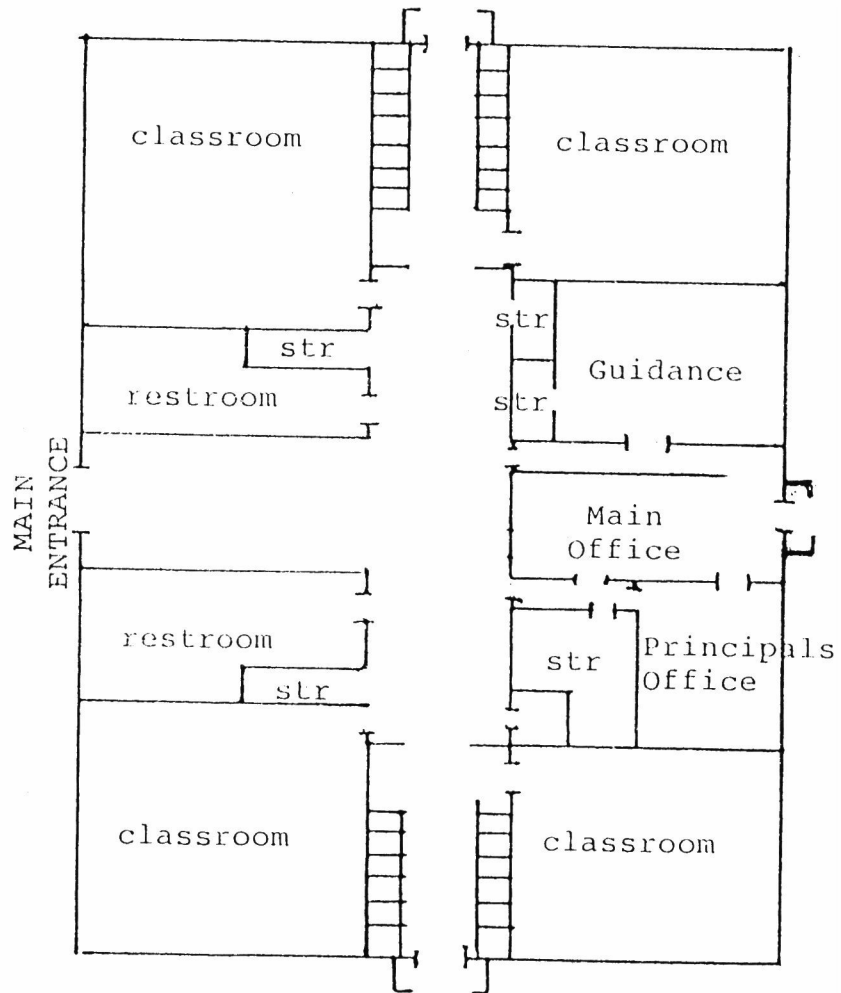 classroom
classroom
str
str
restroom
str
Guidance
MAIN
ENTRANCE
Main
Office
restroom
str
str
Principals
Office
classroom
classroom